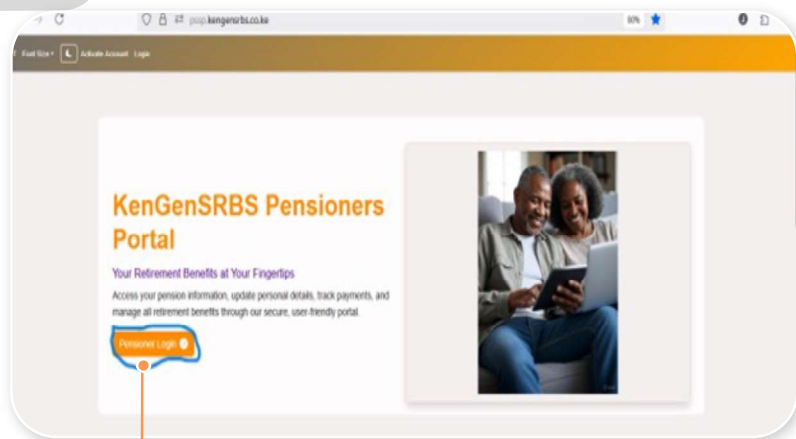 pssp.kengensrbs.co.ke
80%
Font Size Activate Account Login
KenGenSRBS Pensioners
Portal
Your Retirement Benefits at Your Fingertips
Access your pension information, update personal details, track payments, and
manage all retirement benefits through our secure, user-friendly portal.
Pensioner Login